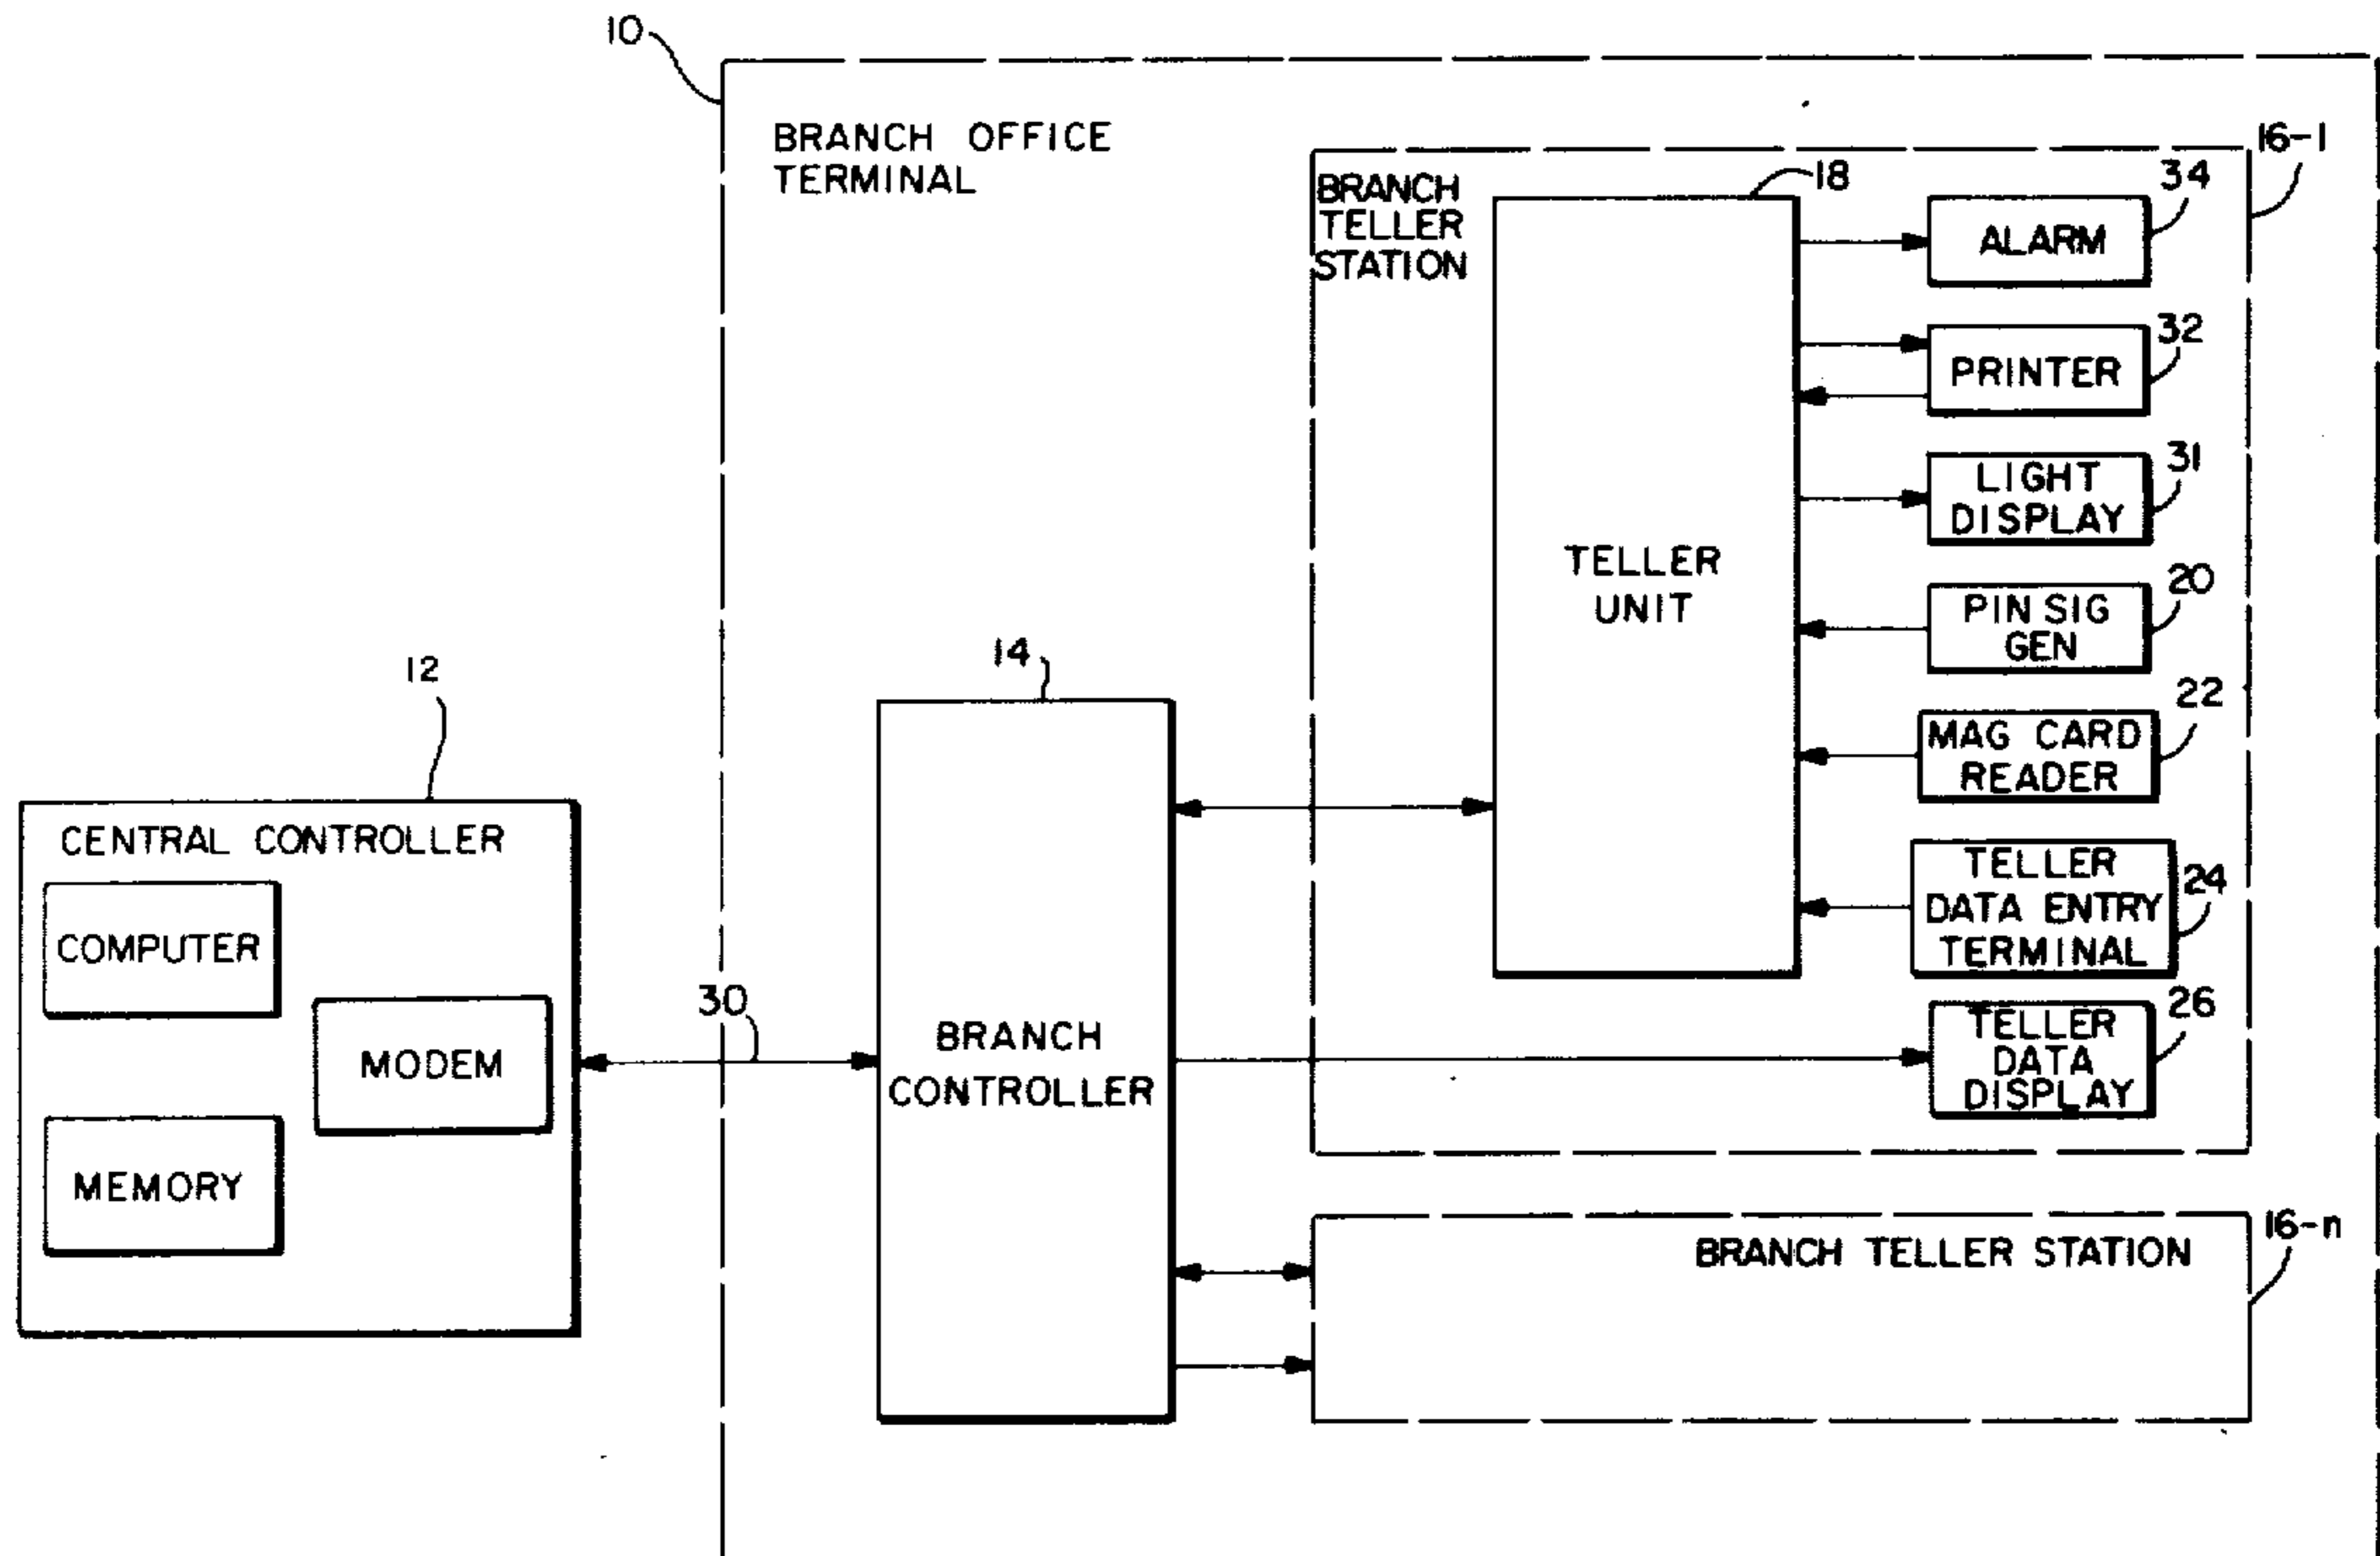 10
BRANCH OFFICE
TERMINAL
16-1
BRANCH
TELLER
STATION
18
34
ALARM
32
PRINTER
31
LIGHT
DISPLAY
TELLER
UNIT
20
PIN SIG
GEN
22
MAG CARD
READER
24
TELLER
DATA ENTRY
TERMINAL
26
TELLER
DATA
DISPLAY
14
BRANCH
CONTROLLER
12
CENTRAL CONTROLLER
COMPUTER
MODEM
MEMORY
30
16-n
BRANCH TELLER STATION